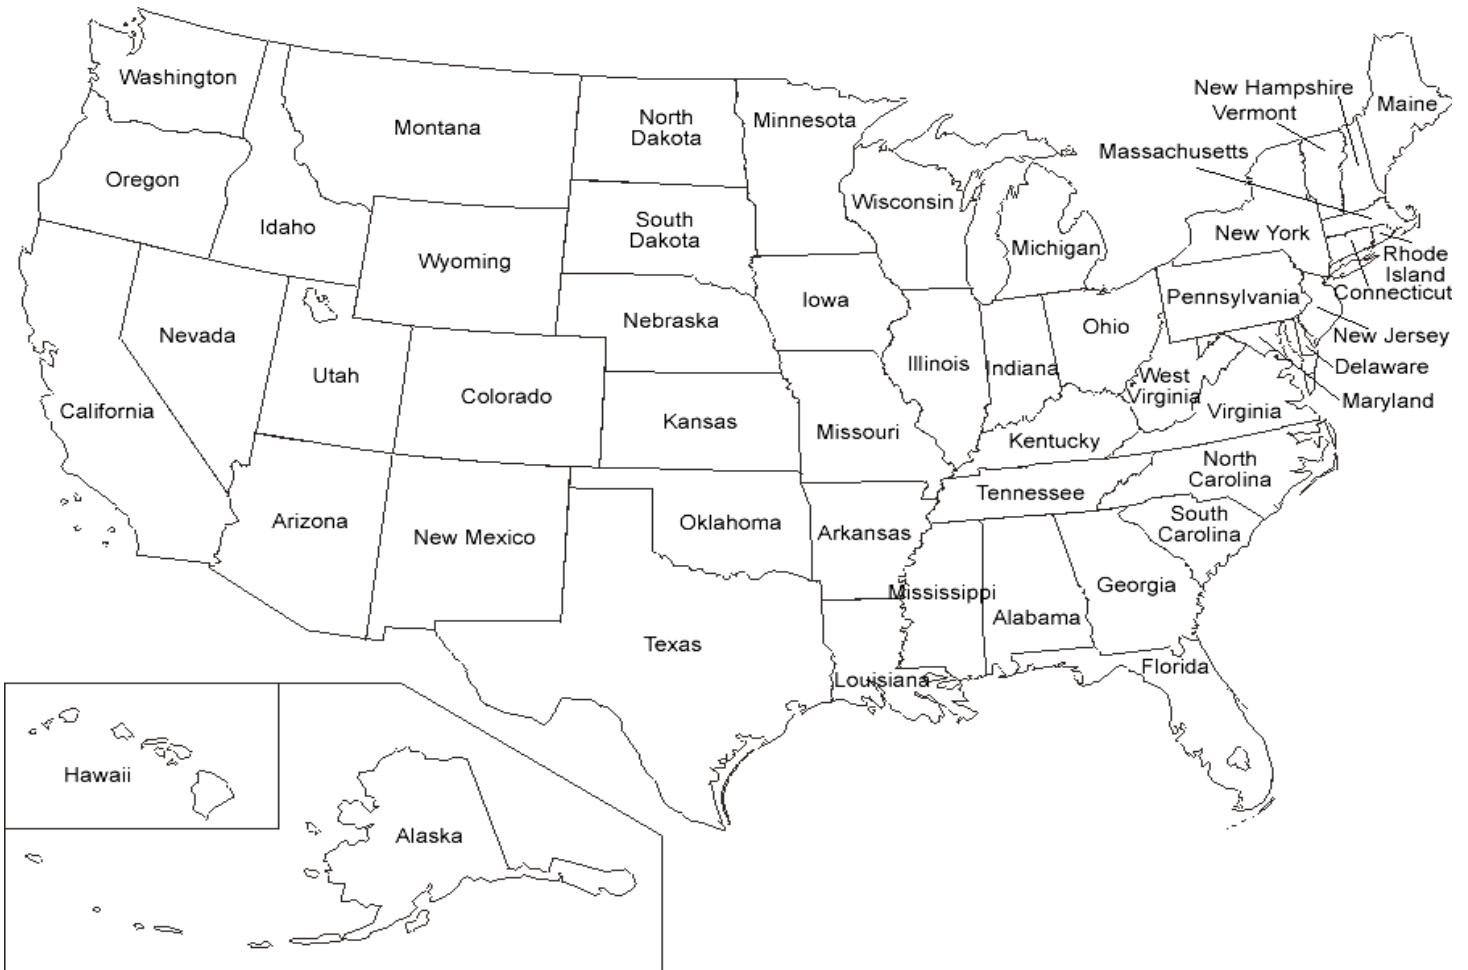 Washington
Oregon
Idaho
Montana
North
Dakota
Minnesota
New Hampshire
Vermont
Maine
Massachusetts
Wisconsin
South
Dakota
Wyoming
Michigan
New York
Rhode
Island
Connecticut
Nevada
Nebraska
Iowa
Pennsylvania
New Jersey
Ohio
Illinois
Indiana
Delaware
Utah
Colorado
West
Virginia
Maryland
California
Kansas
Missouri
Kentucky
Virginia
North
Carolina
Arizona
New Mexico
Oklahoma
Arkansas
Tennessee
South
Carolina
Mississippi
Alabama
Georgia
Texas
Louisiana
Florida
Hawaii
Alaska